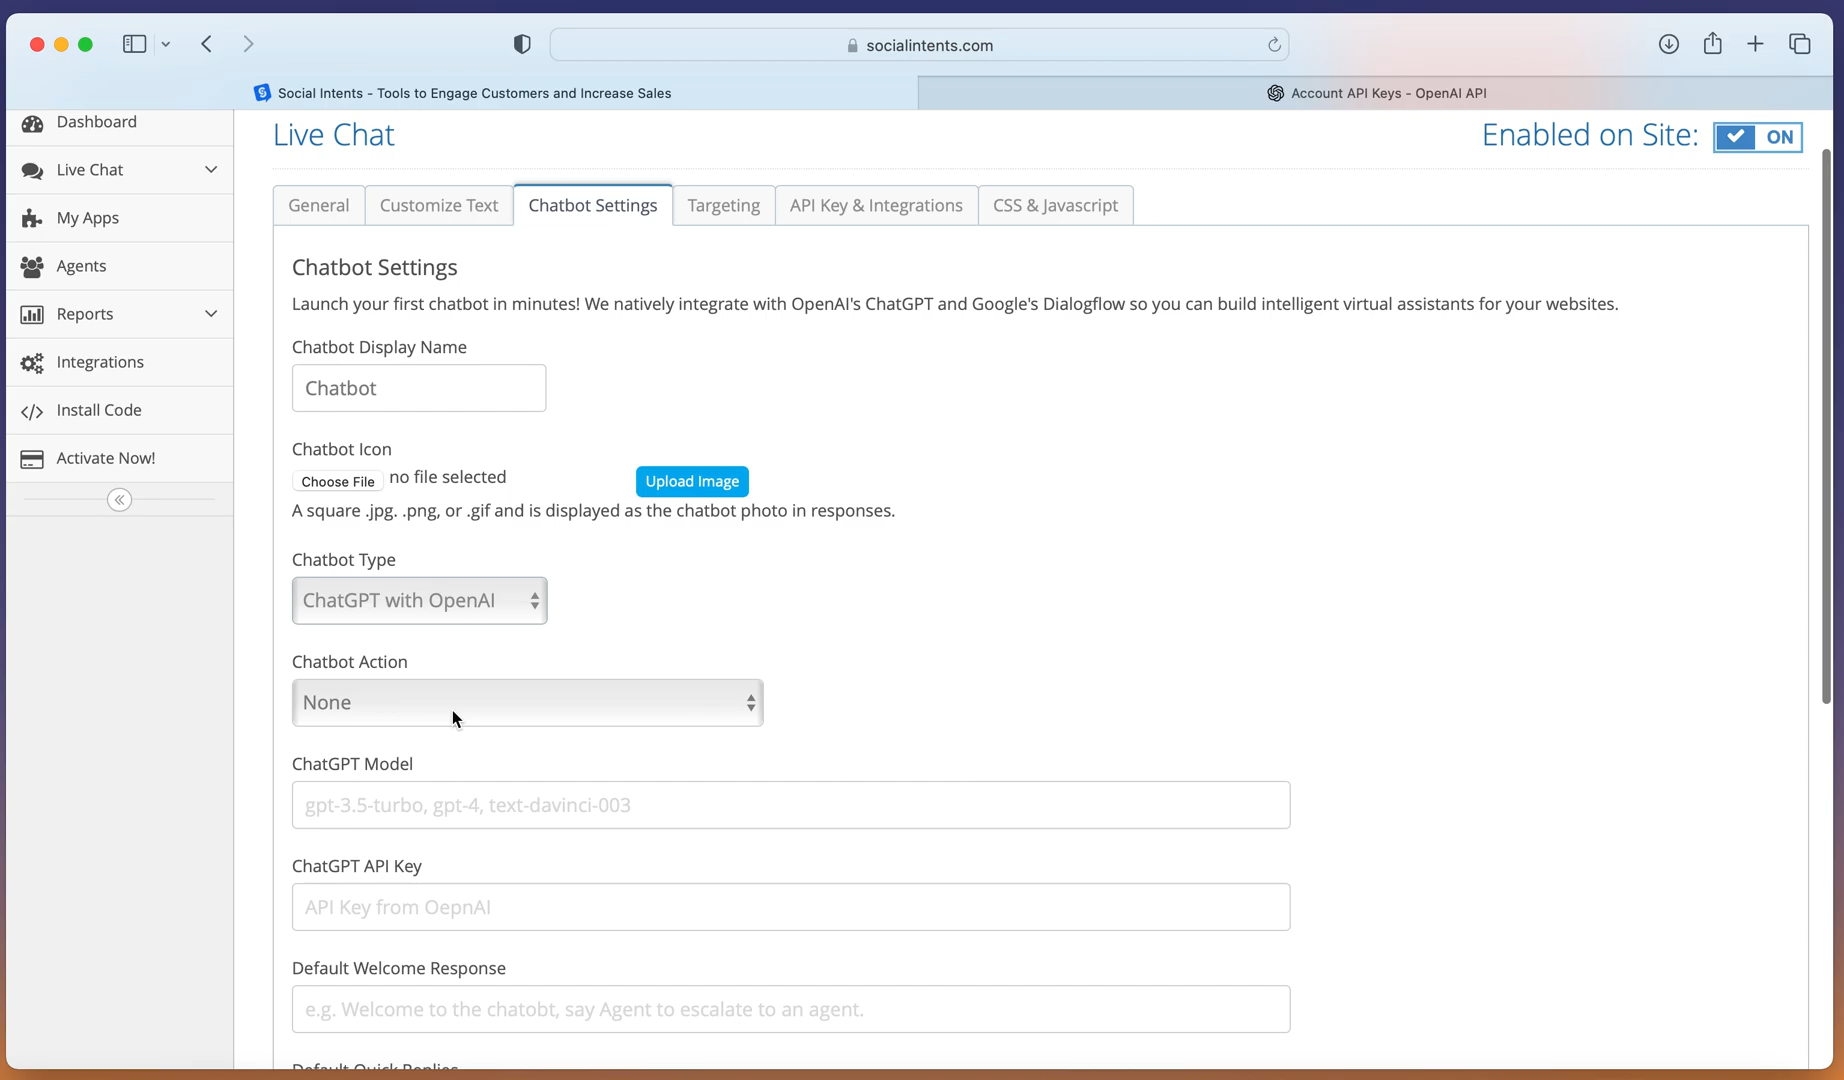 socialintents.com
Social Intents - Tools to Engage Customers and Increase Sales
Account API Keys - OpenAI API
Dashboard
Live Chat
My Apps
Agents
Reports
Integrations
Install Code
Activate Now!
Live Chat
Enabled on Site:
ON
General
Customize Text
Chatbot Settings
Targeting
API Key & Integrations
CSS & Javascript
Chatbot Settings
Launch your first chatbot in minutes! We natively integrate with OpenAI's ChatGPT and Google's Dialogflow so you can build intelligent virtual assistants for your websites.
Chatbot Display Name
Chatbot
Chatbot Icon
Choose File no file selected
Upload Image
A square .jpg. .png, or .gif and is displayed as the chatbot photo in responses.
Chatbot Type
ChatGPT with OpenAI
Chatbot Action
None
ChatGPT Model
gpt-3.5-turbo, gpt-4, text-davinci-003
ChatGPT API Key
API Key from OepnAI
Default Welcome Response
e.g. Welcome to the chatobt, say Agent to escalate to an agent.
Default Quick Replies